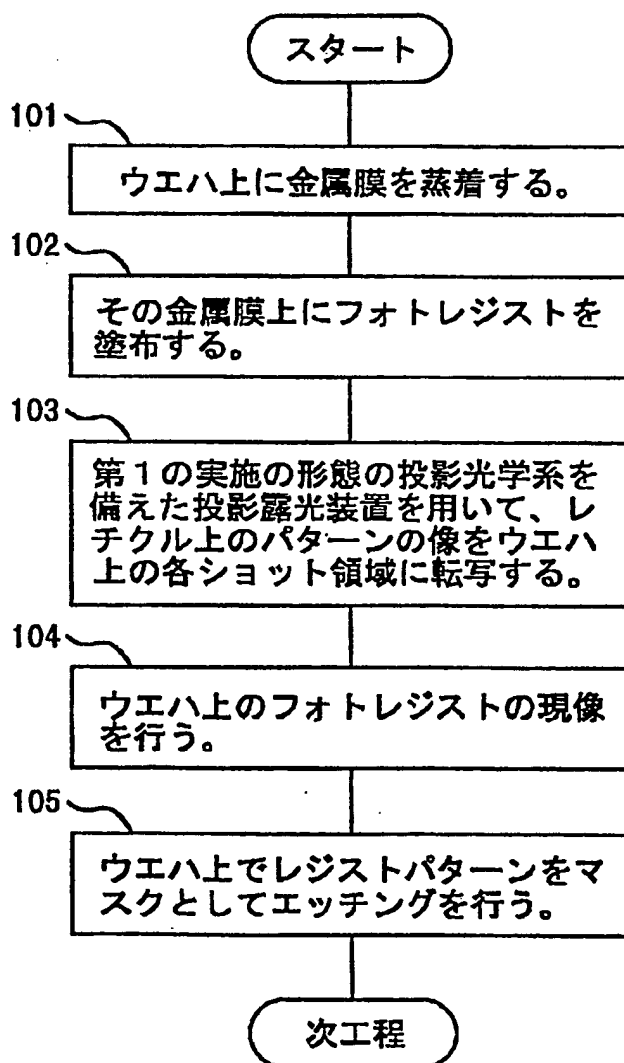 スタート
101
ウエハ上に金属膜を蒸着する。
102
その金属膜上にフォトレジストを
塗布する。
103
第1の実施の形態の投影光学系を
備えた投影露光装置を用いて、レ
チクル上のパターンの像をウエハ
上の各ショット領域に転写する。
104
ウエハ上のフォトレジストの現像
を行う。
105
ウエハ上でレジストパターンをマ
スクとしてエッチングを行う。
次工程